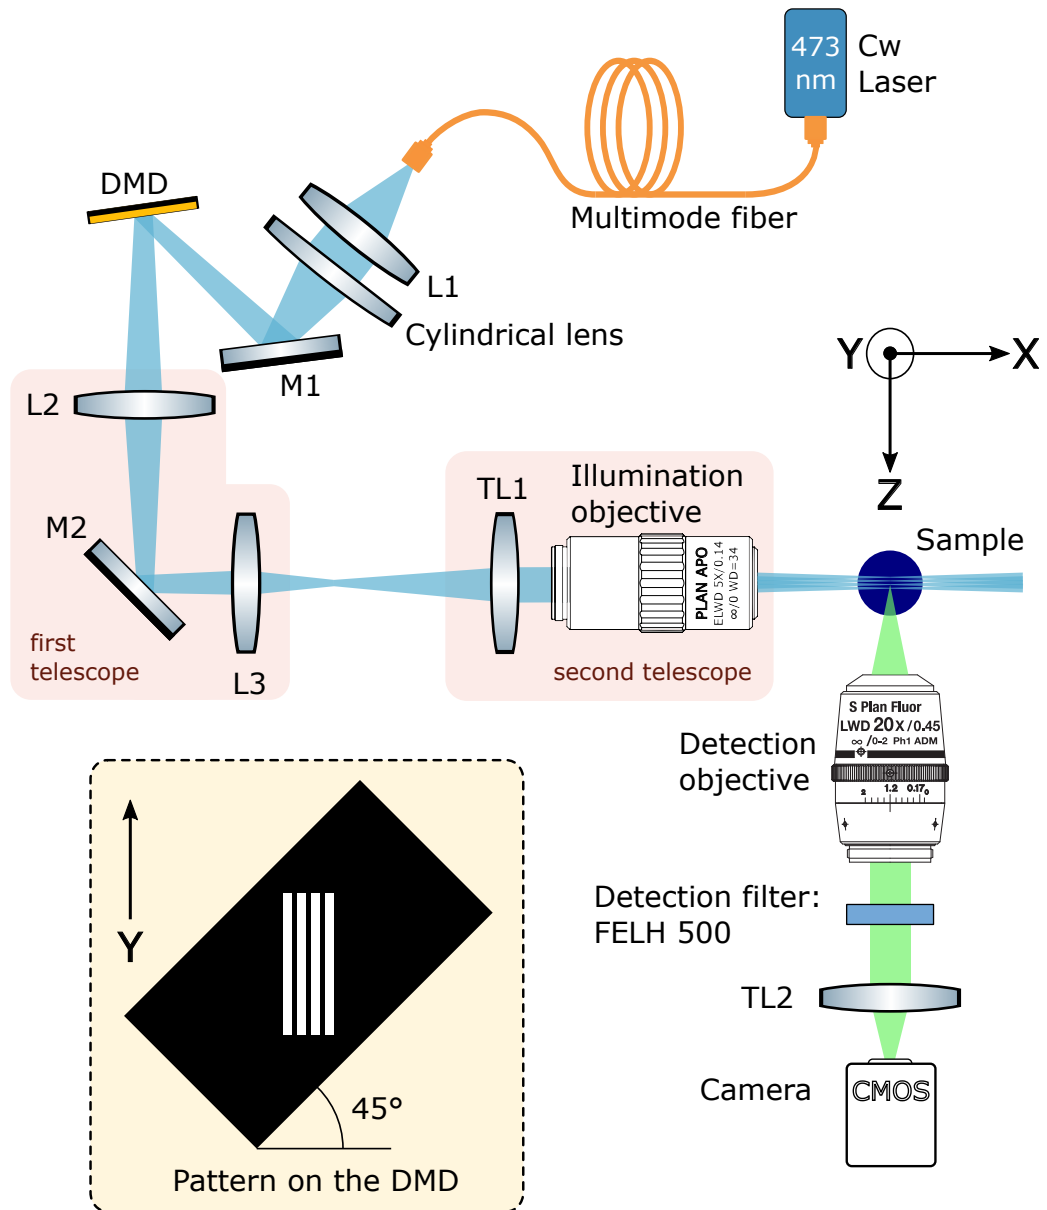 473
nm
Cw
Laser
DMD
Multimode fiber
L1
Cylindrical lens
M1
L2
Y
X
Z
M2
TL1
Illumination
objective
PLAN APO
ELWD 5X/0.14
∞/0 WD=34
Sample
first
telescope
L3
second telescope
S Plan Fluor
LWD 20X/0.45
∞/0-2 Ph1 ADM
2 1.2 0.17 0
Detection
objective
Y
45°
Pattern on the DMD
Detection filter:
FELH 500
TL2
Camera
CMOS